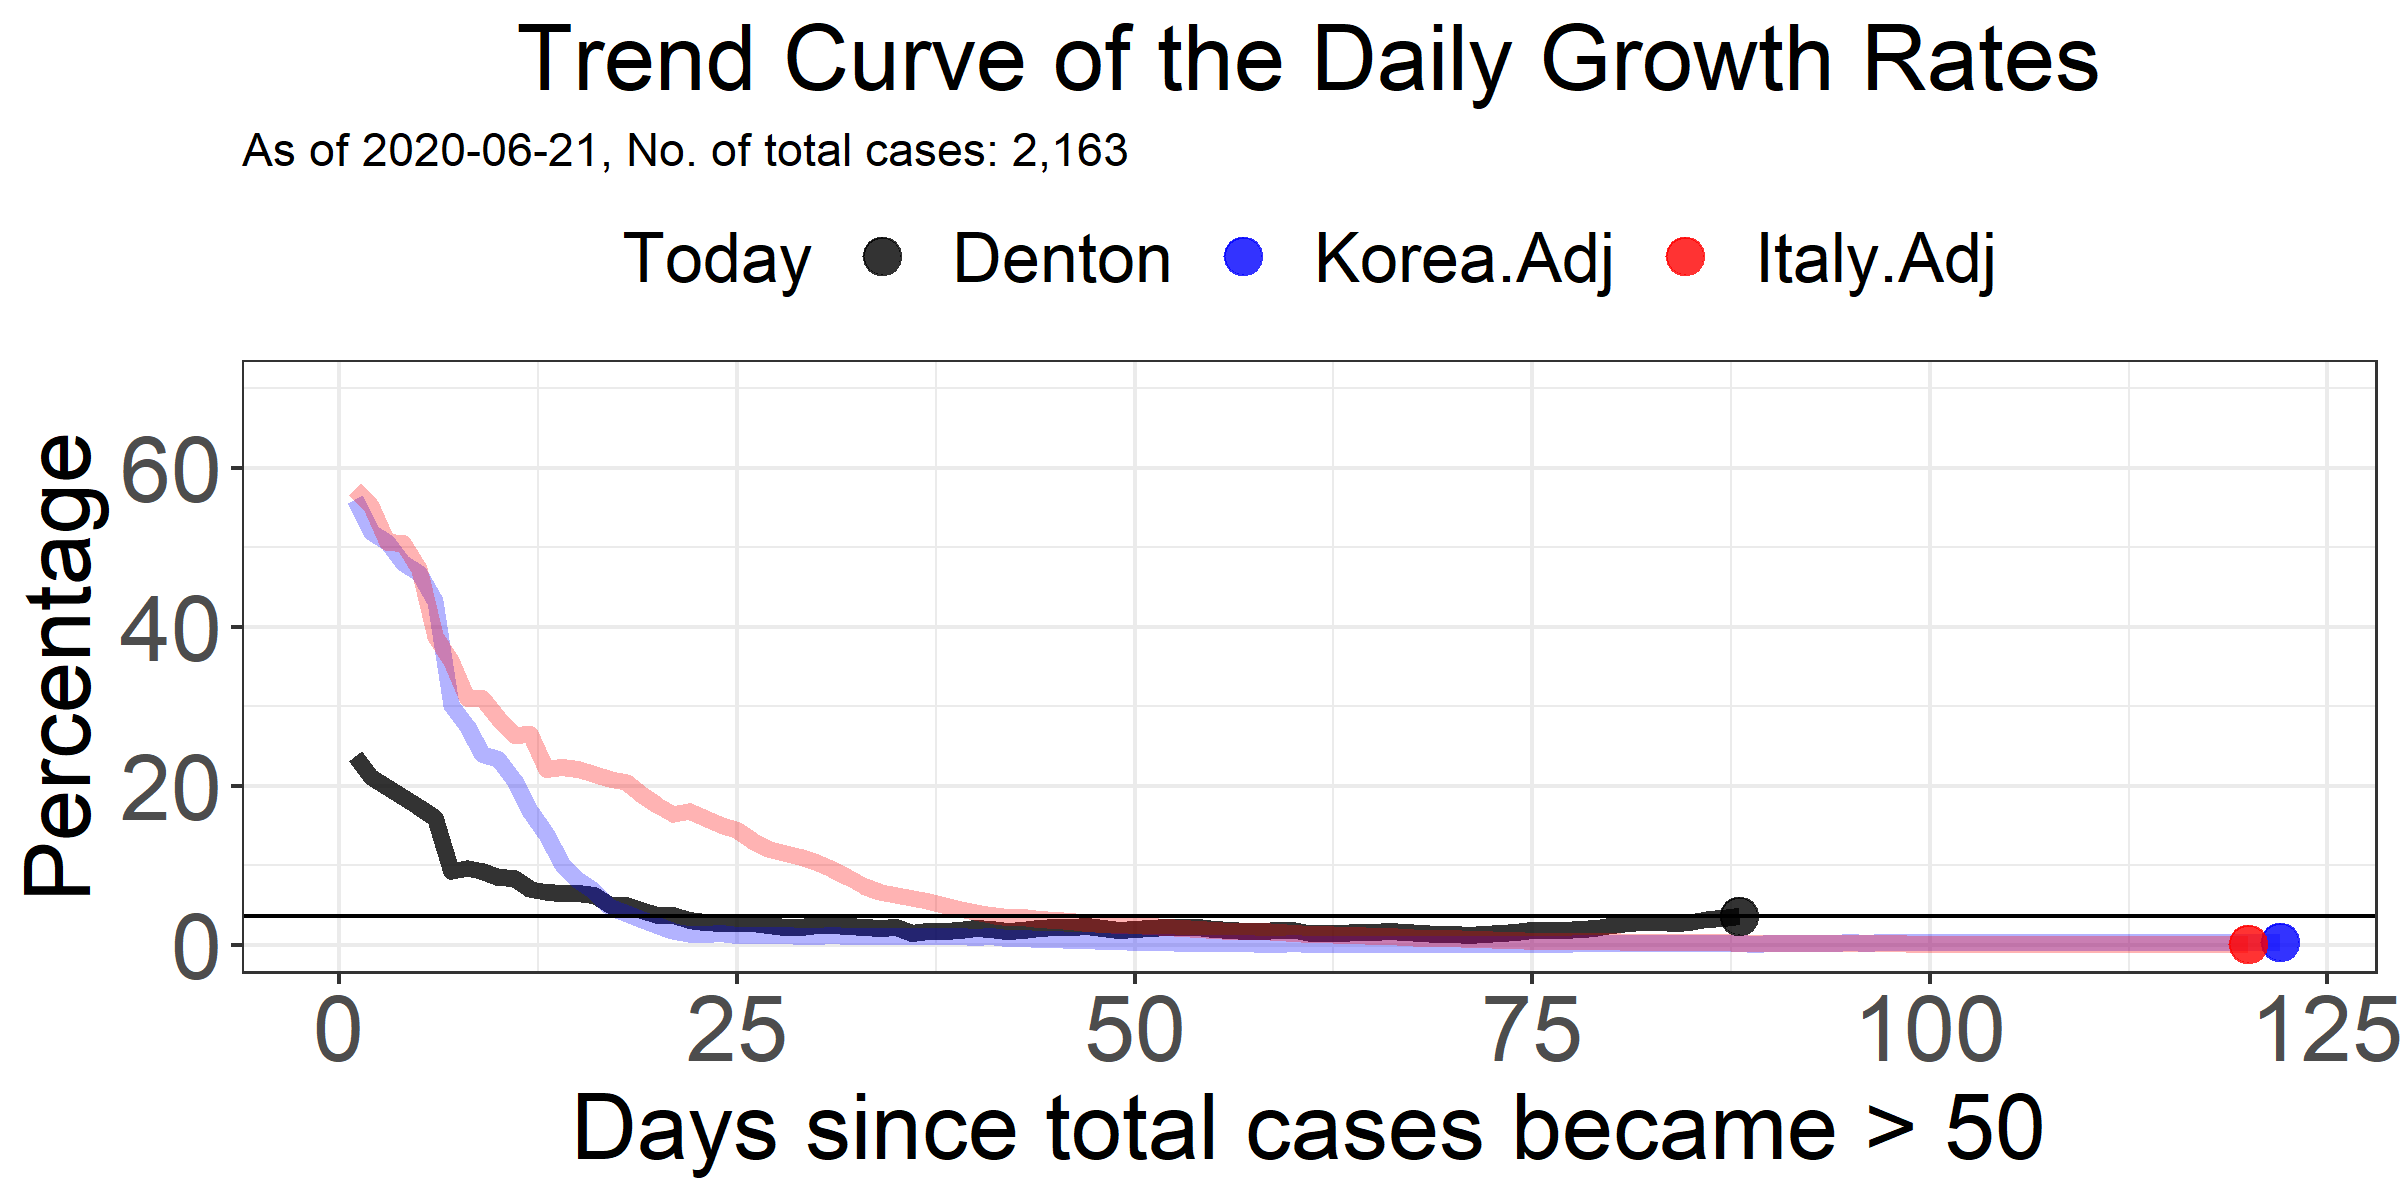 Trend Curve of the Daily Growth Rates
As of 2020-06-21, No. of total cases: 2,163
Today Denton Korea.Adj Italy.Adj
Percentage
60
40
20
0
0 25 50 75 100 125
Days since total cases became > 50